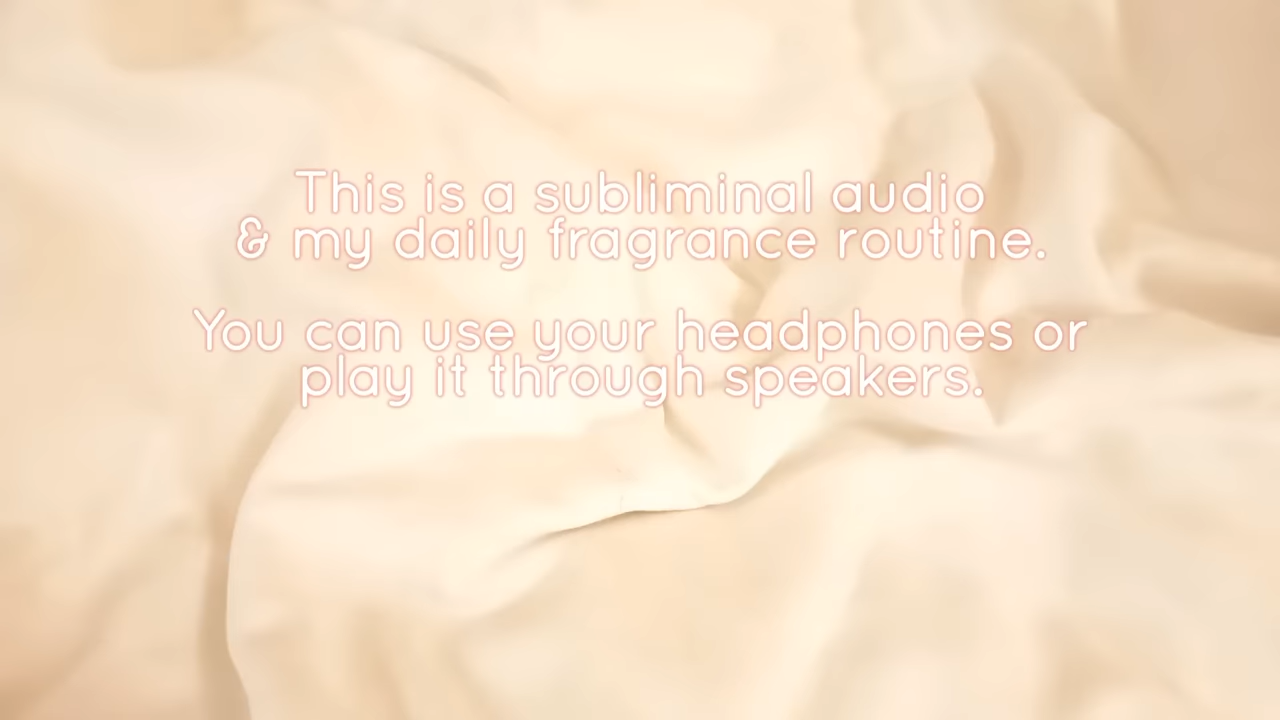 This is a subliminal audio
& my daily fragrance routine.
You can use your headphones or
play it through speakers.